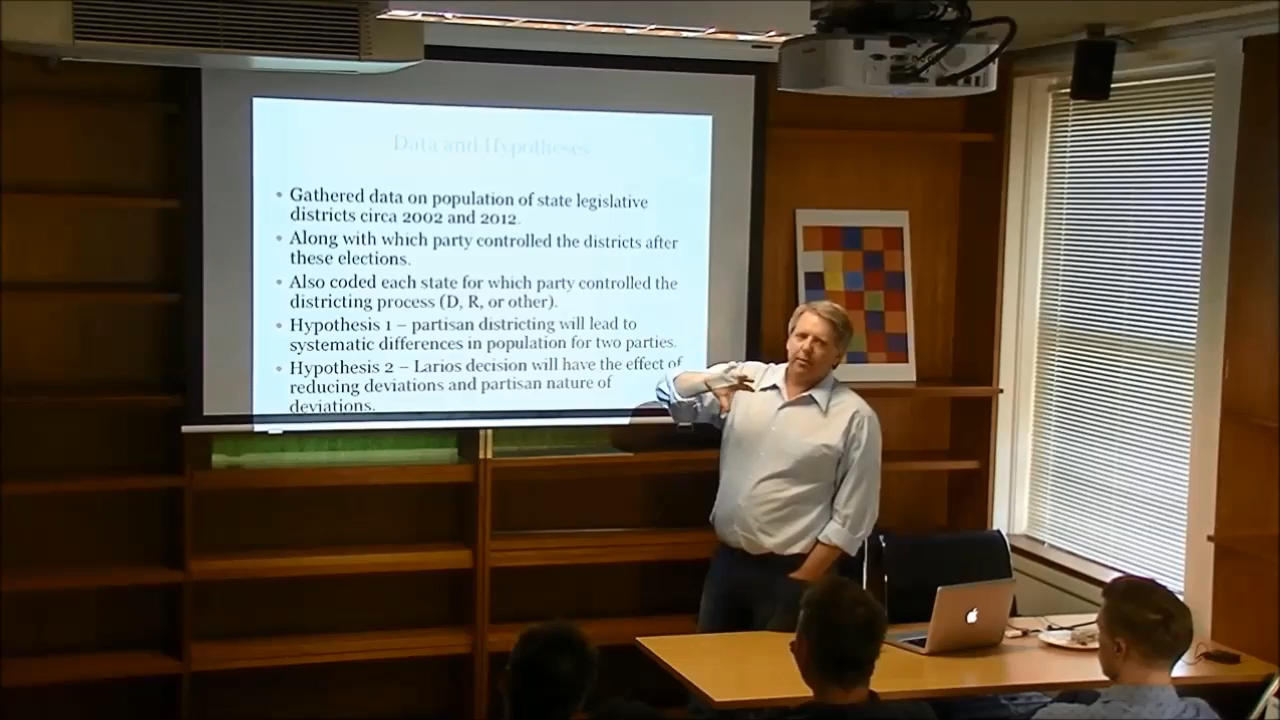 Data and Hypotheses
• Gathered data on population of state legislative
districts circa 2002 and 2012.
• Along with which party controlled the districts after
these elections.
• Also coded each state for which party controlled the
districting process (D, R, or other).
• Hypothesis 1 – partisan districting will lead to
systematic differences in population for two parties.
• Hypothesis 2 – Larios decision will have the effect of
reducing deviations and partisan nature of
deviations.